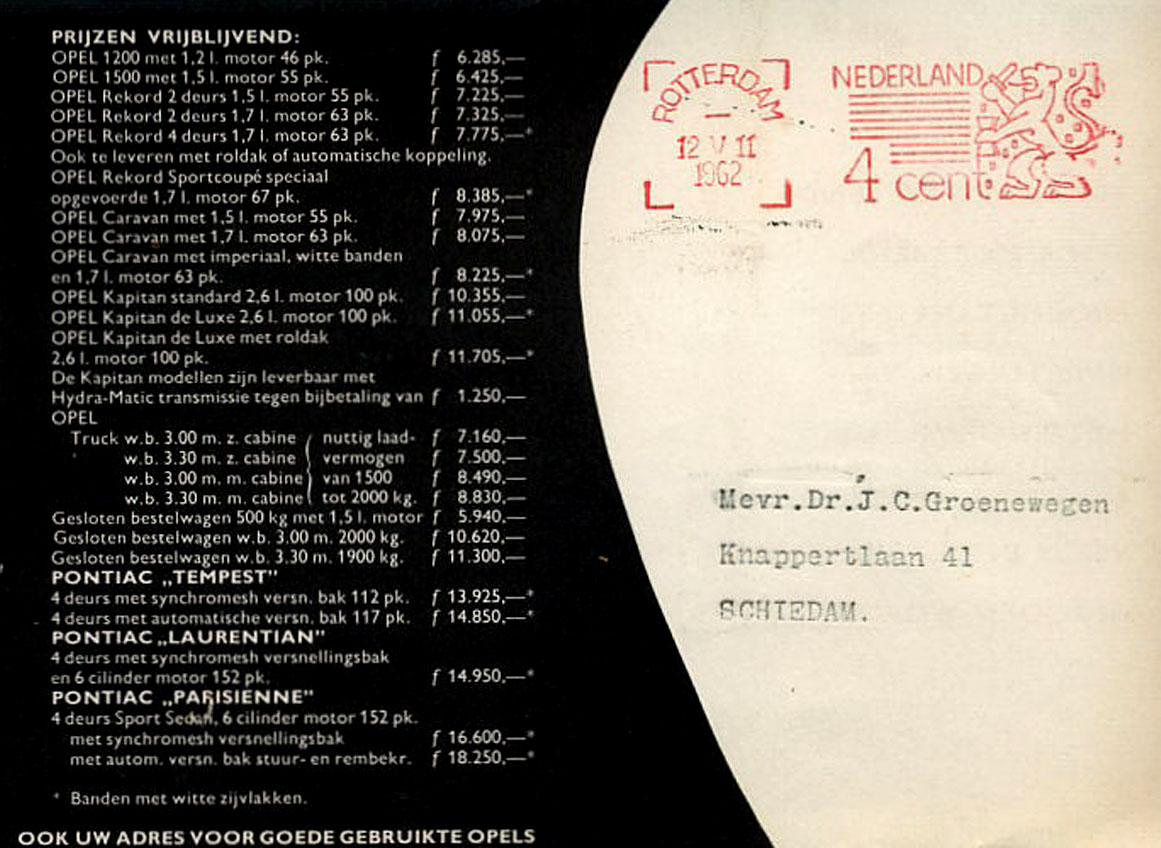 PRIJZEN VRIJBLIJVEND:
OPEL 1200 met 1,2 l. motor 46 pk. f 6.285,—
OPEL 1500 met 1,5 l. motor 55 pk. f 6.425,—
OPEL Rekord 2 deurs 1,5 l. motor 55 pk. f 7.225,—
OPEL Rekord 2 deurs 1,7 l. motor 63 pk. f 7.325,—
OPEL Rekord 4 deurs 1,7 l. motor 63 pk. f 7.775,—*
Ook te leveren met roldak of automatische koppeling.
OPEL Rekord Sportcoupé speciaal
opgevoerde 1,7 l. motor 67 pk. f 8.385,—*
OPEL Caravan met 1,5 l. motor 55 pk. f 7.975,—
OPEL Caravan met 1,7 l. motor 63 pk. f 8.075,—
OPEL Caravan met imperiaal, witte banden
en 1,7 l. motor 63 pk. f 8.225,—*
OPEL Kapitan standard 2,6 l. motor 100 pk. f 10.355,—
OPEL Kapitan de Luxe 2,6 l. motor 100 pk. f 11.055,—*
OPEL Kapitan de Luxe met roldak
2,6 l. motor 100 pk. f 11.705,—*
De Kapitan modellen zijn leverbaar met
Hydra-Matic transmissie tegen bijbetaling van f 1.250,—
OPEL
Truck w.b. 3.00 m. z. cabine nuttig laad- f 7.160,—
w.b. 3.30 m. z. cabine vermogen f 7.500,—
w.b. 3.00 m. m. cabine van 1500 f 8.490,—
w.b. 3.30 m. m. cabine tot 2000 kg. f 8.830,—
Gesloten bestelwagen 500 kg met 1,5 l. motor f 5.940,—
Gesloten bestelwagen w.b. 3.00 m. 2000 kg. f 10.620,—
Gesloten bestelwagen w.b. 3.30 m. 1900 kg. f 11.300,—
PONTIAC „TEMPEST”
4 deurs met synchromesh versn. bak 112 pk. f 13.925,—*
4 deurs met automatische versn. bak 117 pk. f 14.850,—*
PONTIAC „LAURENTIAN”
4 deurs met synchromesh versnellingsbak
en 6 cilinder motor 152 pk. f 14.950,—*
PONTIAC „PARISIENNE”
4 deurs Sport Sedan, 6 cilinder motor 152 pk.
met synchromesh versnellingsbak f 16.600,—*
met autom. versn. bak stuur- en rembekr. f 18.250,—*
* Banden met witte zijvlakken.
OOK UW ADRES VOOR GOEDE GEBRUIKTE OPELS
ROTTERDAM
12 V 11
1962
NEDERLAND
4 cent
Mevr.Dr.J.C.Groenewegen
Knappertlaan 41
SCHIEDAM.